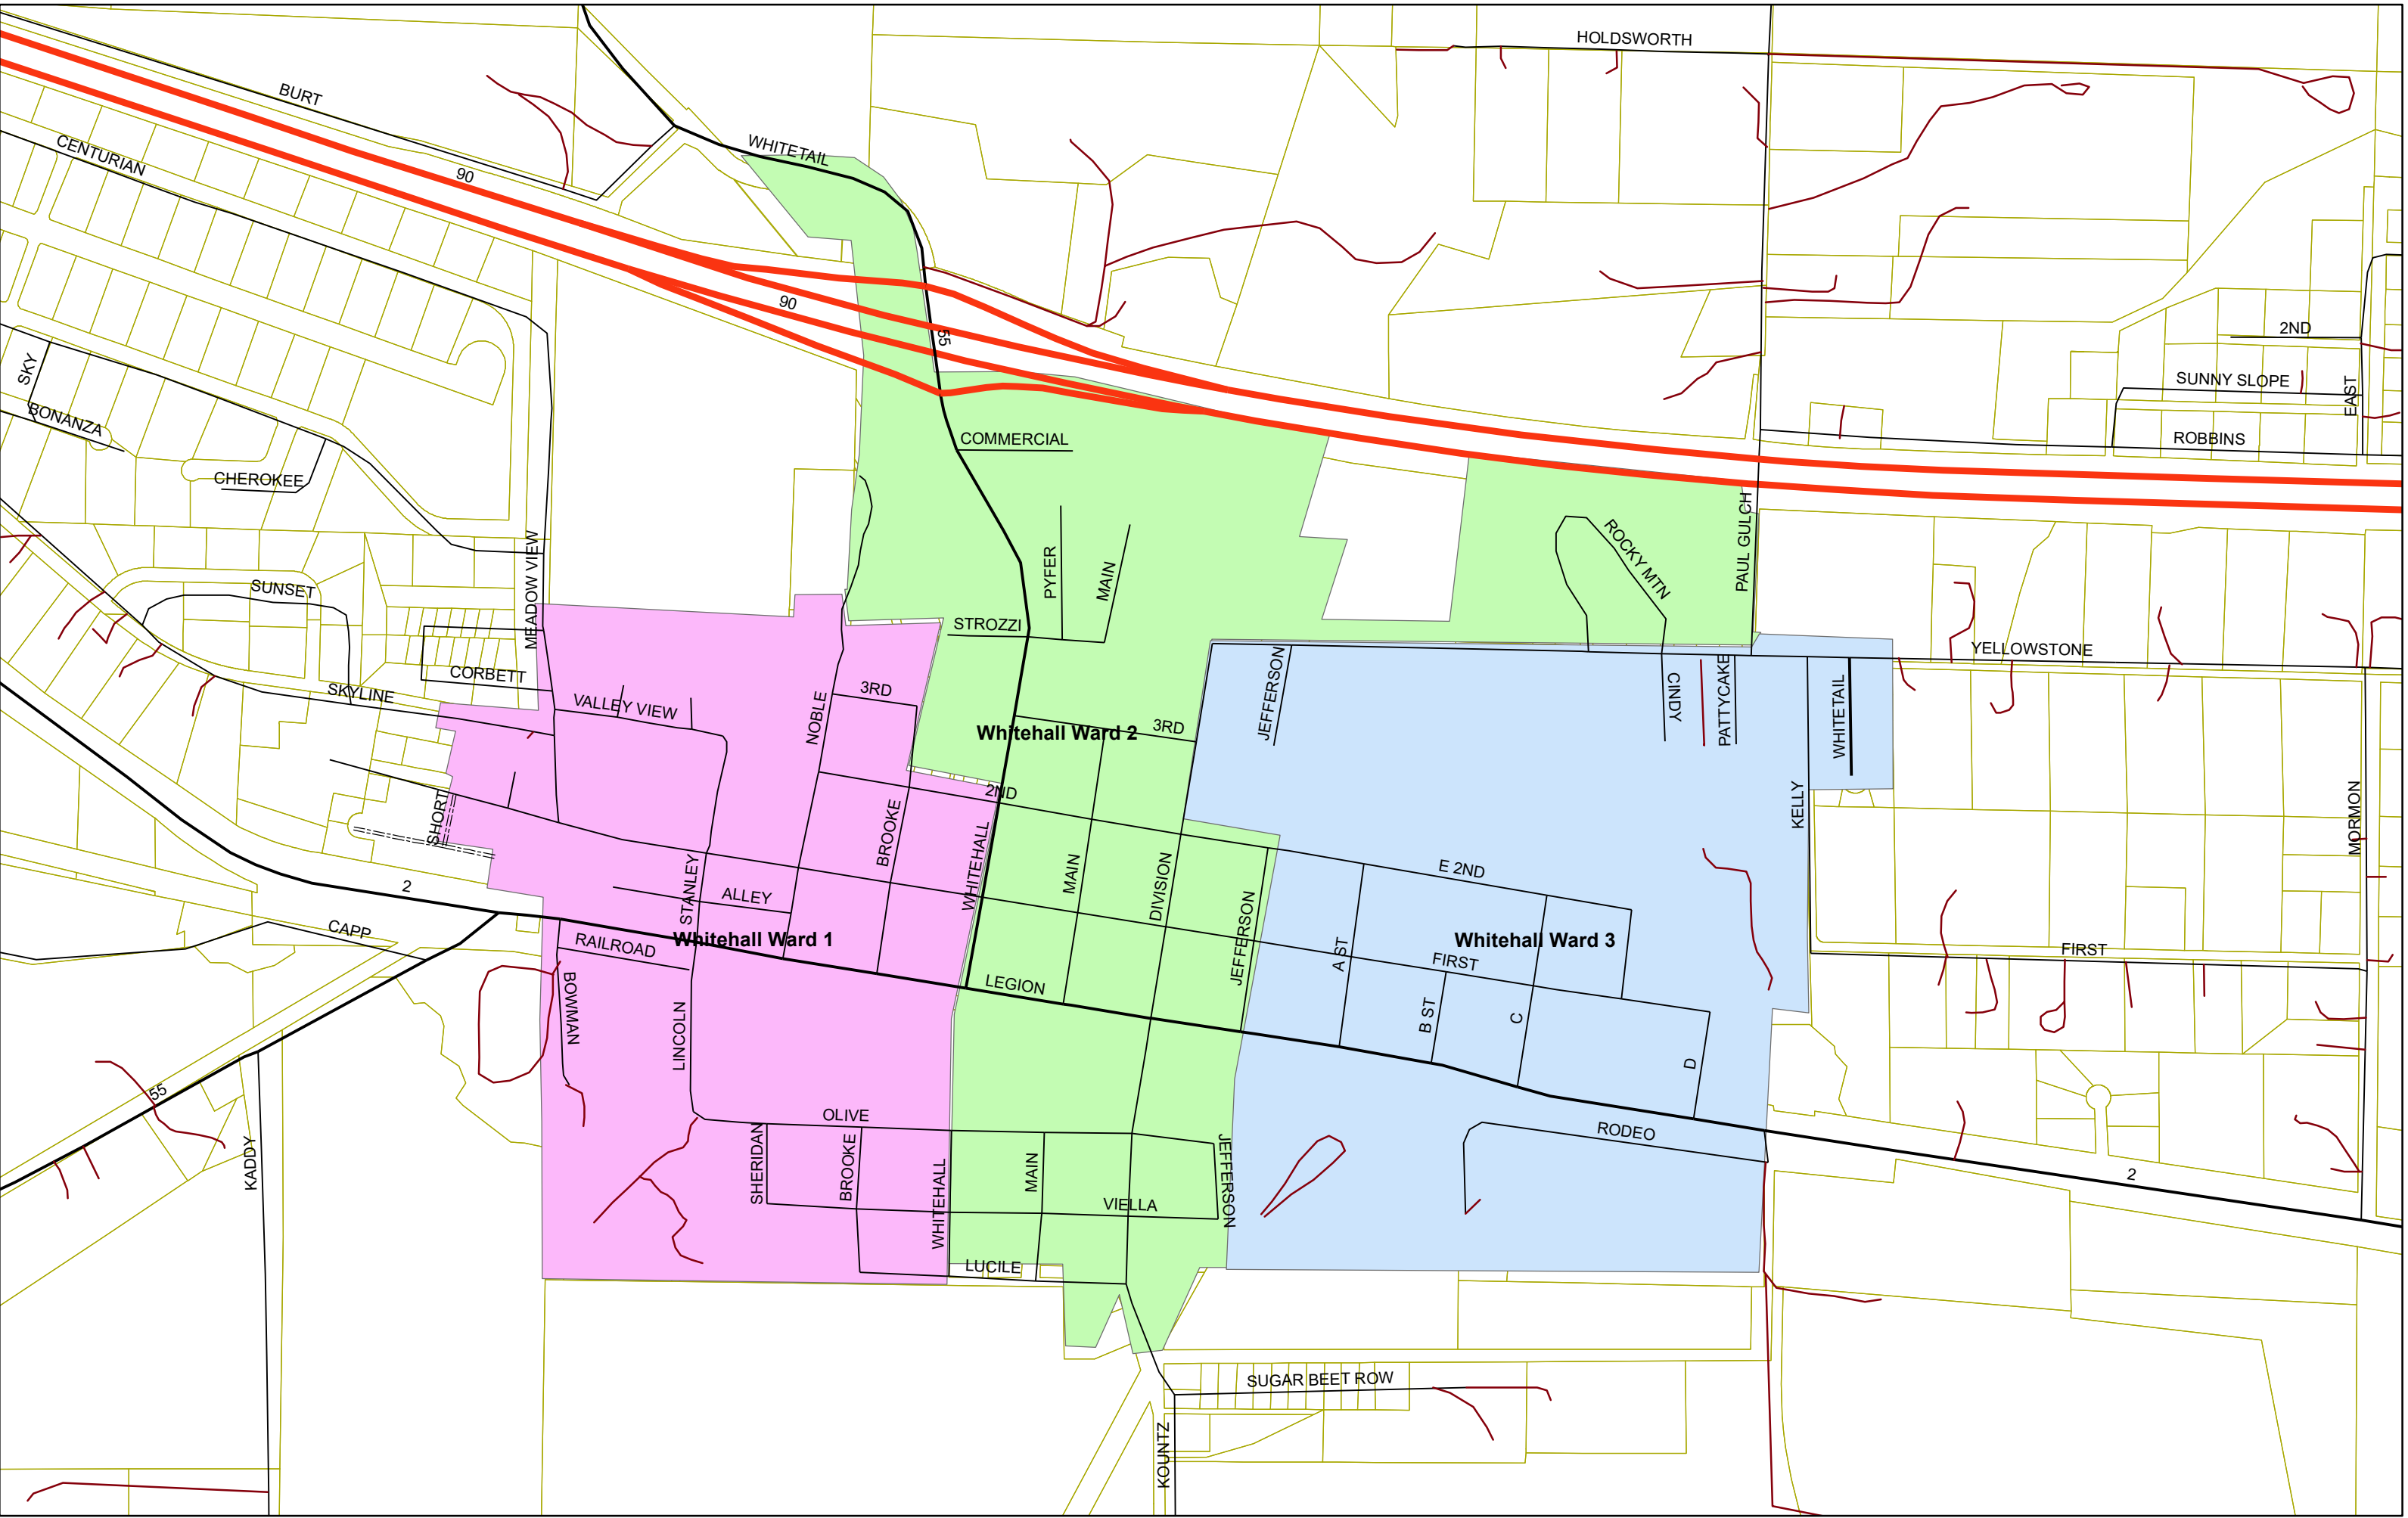 HOLDSWORTH
BURT
WHITETAIL
CENTURIAN
90
90
55
2ND
SKY
SUNNY SLOPE
EAST
BONANZA
COMMERCIAL
ROBBINS
CHEROKEE
PAUL GULCH
ROCKY MTN
MEADOW VIEW
PYFER
MAIN
SUNSET
STROZZI
YELLOWSTONE
CORBETT
SKYLINE
3RD
VALLEY VIEW
NOBLE
JEFFERSON
CINDY
PATTYCAKE
WHITETAIL
Whitehall Ward 2
3RD
2ND
KELLY
SHORT
BROOKE
MORMON
WHITEHALL
MAIN
DIVISION
E 2ND
2
STANLEY
ALLEY
CAPP
RAILROAD
Whitehall Ward 1
JEFFERSON
A ST
Whitehall Ward 3
FIRST
FIRST
LEGION
BOWMAN
LINCOLN
B ST
C
D
55
OLIVE
RODEO
KADDY
SHERIDAN
BROOKE
WHITEHALL
MAIN
JEFFERSON
2
VIELLA
LUCILE
SUGAR BEET ROW
KOUNTZ